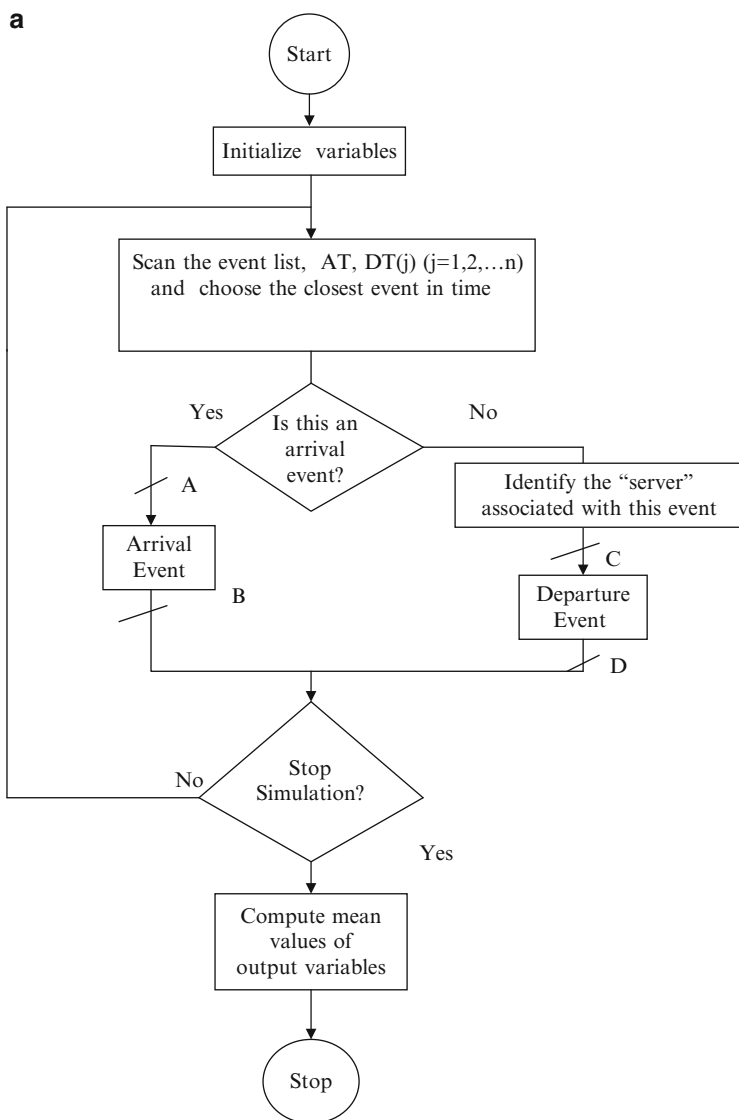 a
Start
Initialize variables
Scan the event list, AT, DT(j) (j=1,2,...n)
and choose the closest event in time
Yes
No
Is this an
arrival
event?
A
Identify the “server”
associated with this event
Arrival
Event
C
B
Departure
Event
D
No
Stop
Simulation?
Yes
Compute mean
values of
output variables
Stop